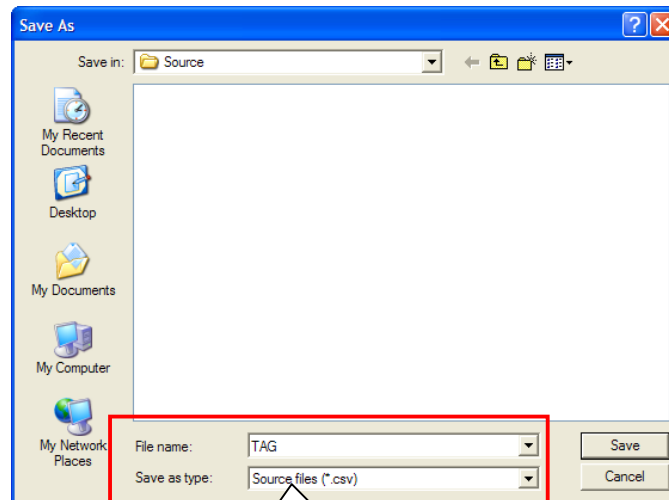 Save As
Save in: Source
My Recent
Documents
Desktop
My Documents
My Computer
My Network
Places
File name: TAG Save
Save as type: Source files (*.csv) Cancel